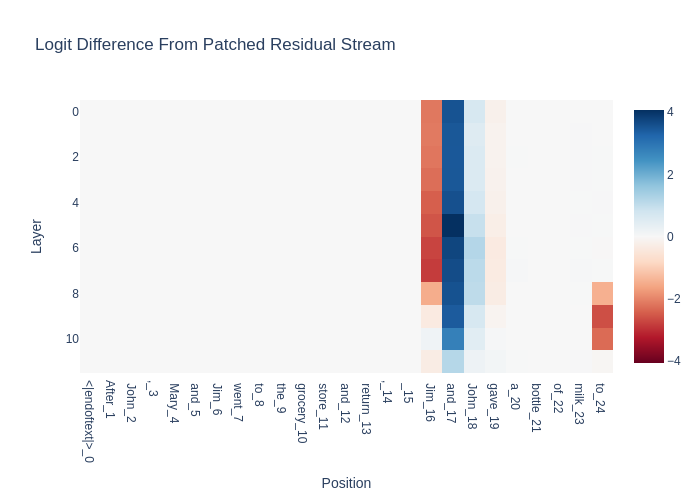 Logit Difference From Patched Residual Stream
0
2
4
6
8
10
Layer
4
2
0
−2
−4
<|endoftext|>_0
After_1
John_2
,_3
Mary_4
and_5
Jim_6
went_7
to_8
the_9
grocery_10
store_11
and_12
return_13
,_14
_15
Jim_16
and_17
John_18
gave_19
a_20
bottle_21
of_22
milk_23
to_24
Position